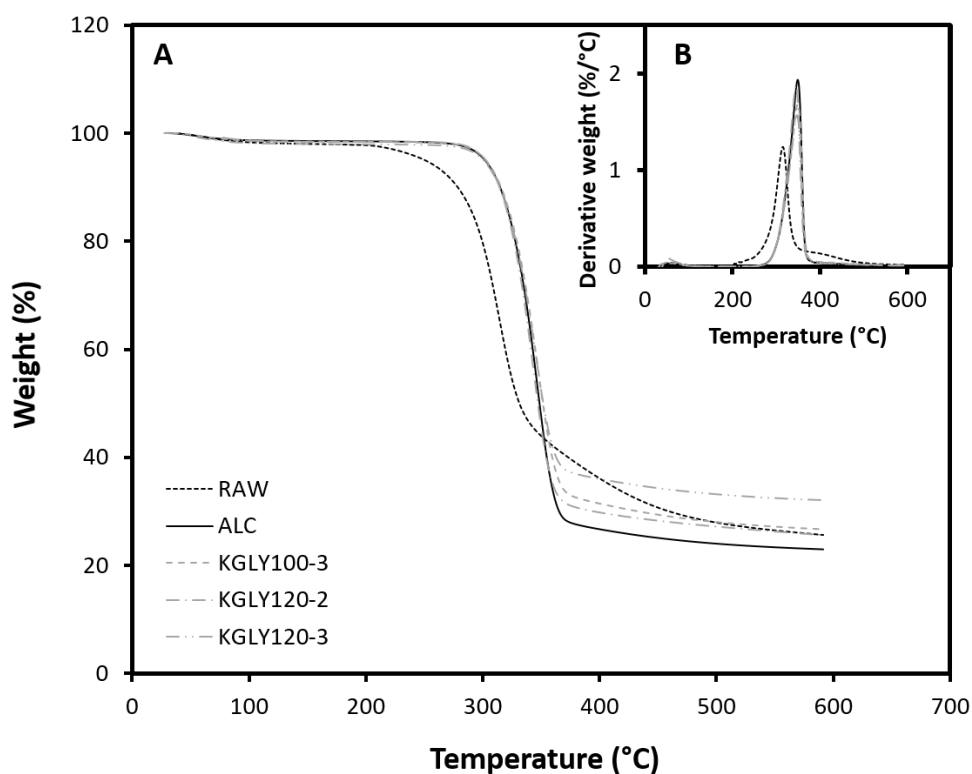 A
Weight (%)
120
100
80
60
40
20
0
RAW
ALC
KGLY100-3
KGLY120-2
KGLY120-3
0 100 200 300 400 500 600 700
Temperature (°C)
B
Derivative weight (%/°C)
2
1
0
0 200 400 600
Temperature (°C)